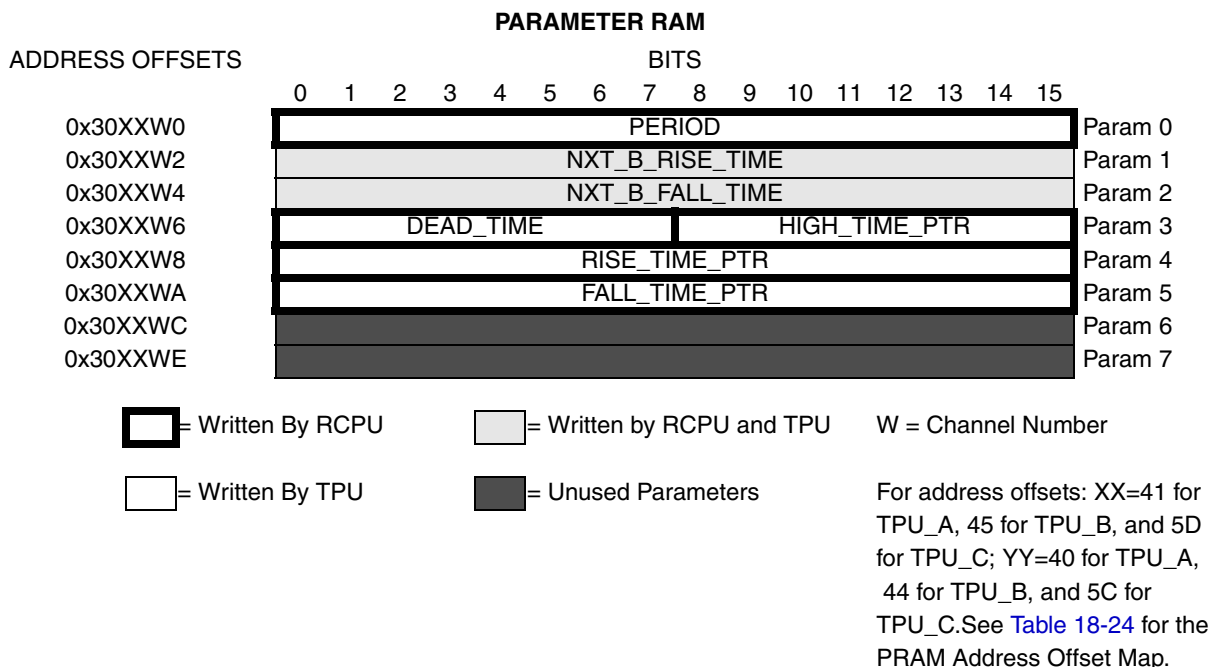 PARAMETER RAM
ADDRESS OFFSETS BITS
0 1 2 3 4 5 6 7 8 9 10 11 12 13 14 15
0x30XXW0 PERIOD Param 0
0x30XXW2 NXT_B_RISE_TIME Param 1
0x30XXW4 NXT_B_FALL_TIME Param 2
0x30XXW6 DEAD_TIME HIGH_TIME_PTR Param 3
0x30XXW8 RISE_TIME_PTR Param 4
0x30XXWA FALL_TIME_PTR Param 5
0x30XXWC Param 6
0x30XXWE Param 7
= Written By RCPU = Written by RCPU and TPU W = Channel Number
= Written By TPU = Unused Parameters For address offsets: XX=41 for
TPU_A, 45 for TPU_B, and 5D
for TPU_C; YY=40 for TPU_A,
44 for TPU_B, and 5C for
TPU_C.See Table 18-24 for the
PRAM Address Offset Map.